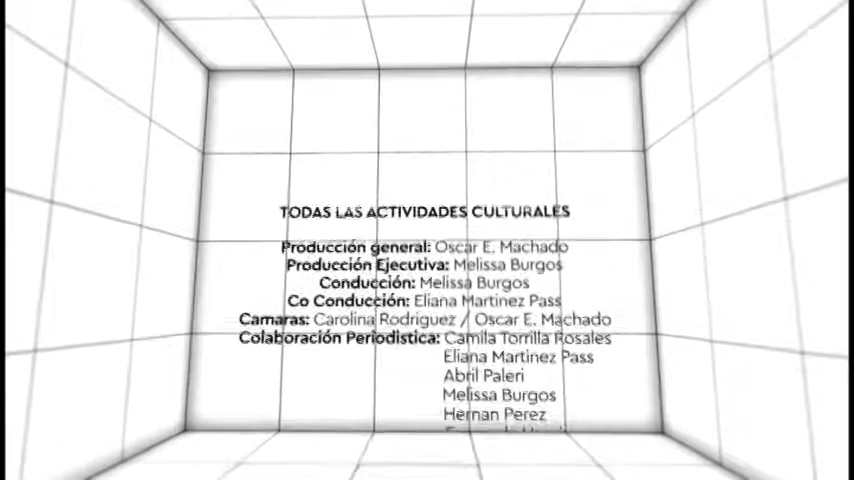 TODAS LAS ACTIVIDADES CULTURALES
Producción general: Oscar E. Machado
Producción Ejecutiva: Melissa Burgos
Conducción: Melissa Burgos
Co Conducción: Eliana Martinez Pass
Camaras: Carolina Rodriguez / Oscar E. Machado
Colaboración Periodistica: Camila Torrilla Rosales
Eliana Martinez Pass
Abril Paleri
Melissa Burgos
Hernan Perez